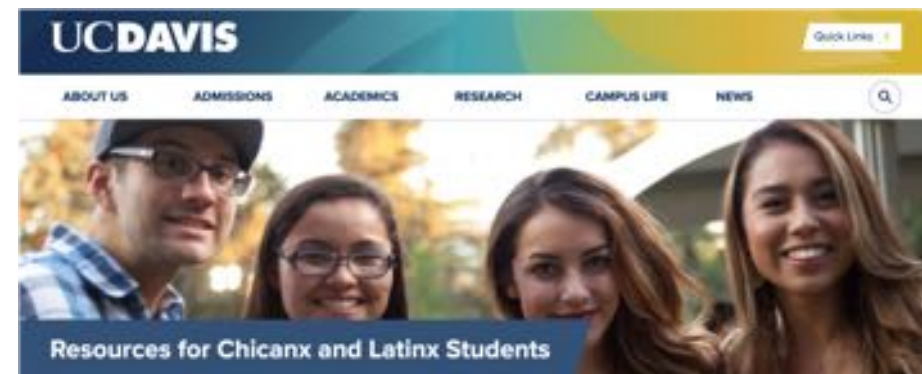 UCDAVIS
Quick Links
ABOUT US ADMISSIONS ACADEMICS RESEARCH CAMPUS LIFE NEWS
Resources for Chicanx and Latinx Students